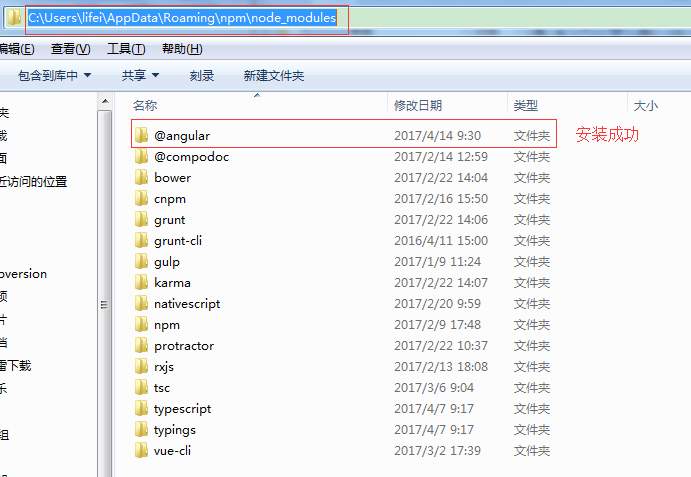 C:\Users\lifei\AppData\Roaming\npm\node_modules
编辑(E) 查看(V) 工具(T) 帮助(H)
包含到库中 共享 刻录 新建文件夹
名称 修改日期 类型 大小
@angular 2017/4/14 9:30 文件夹 安装成功
@compodoc 2017/2/14 12:59 文件夹
bower 2017/2/22 14:04 文件夹
cnpm 2017/2/16 15:50 文件夹
grunt 2017/2/22 14:06 文件夹
grunt-cli 2016/4/11 15:00 文件夹
gulp 2017/1/9 11:24 文件夹
karma 2017/2/22 14:07 文件夹
nativescript 2017/2/20 9:59 文件夹
npm 2017/2/9 17:48 文件夹
protractor 2017/2/22 10:37 文件夹
rxjs 2017/2/13 18:08 文件夹
tsc 2017/3/6 9:04 文件夹
typescript 2017/4/7 9:17 文件夹
typings 2017/4/7 9:17 文件夹
vue-cli 2017/3/2 17:39 文件夹
夹
载
面
近访问的位置
oversion
频
片
档
雷下载
乐
组